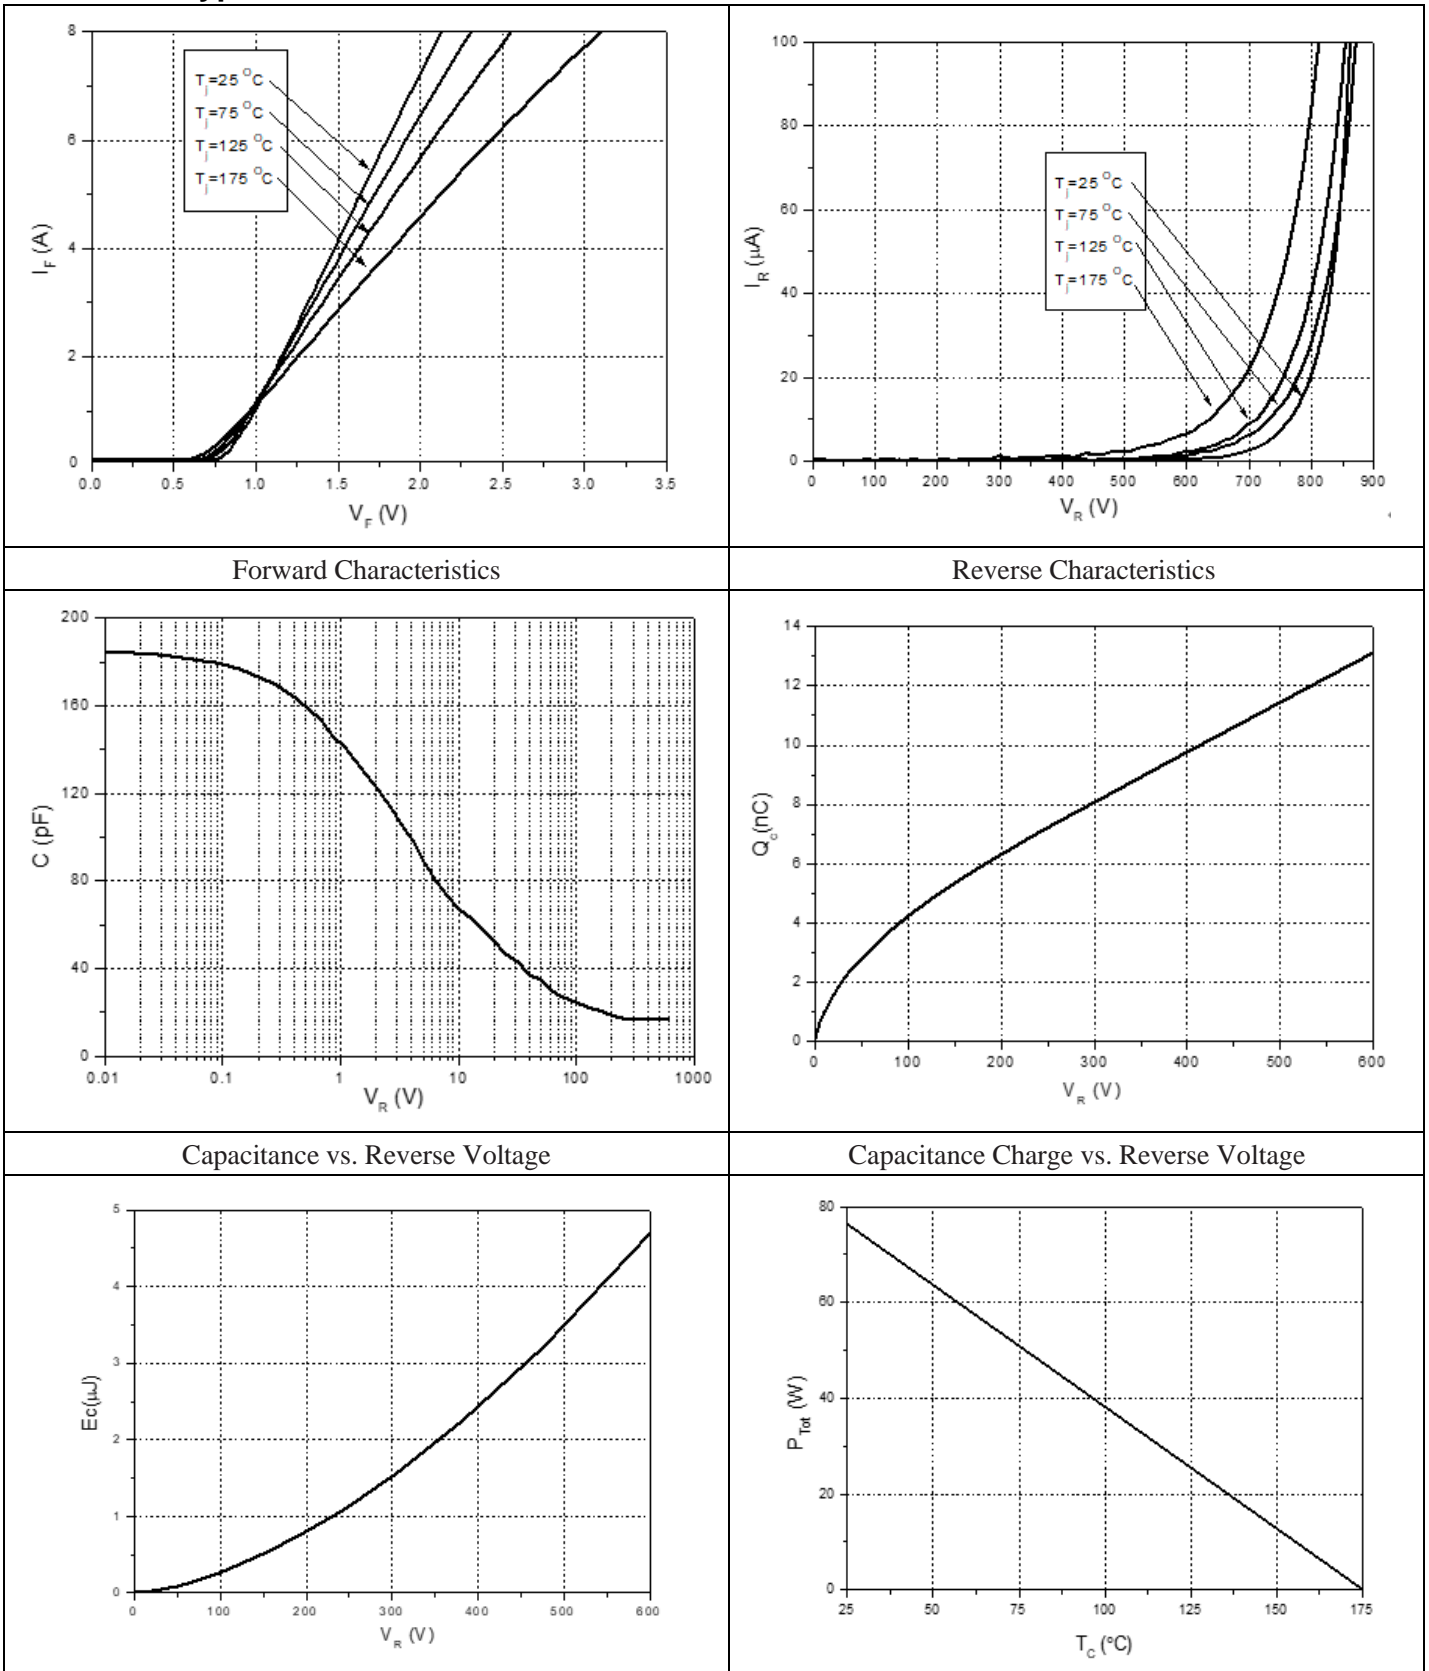 8
6
4
2
0
I_F (A)
T_j=25 °C
T_j=75 °C
T_j=125 °C
T_j=175 °C
0.0 0.5 1.0 1.5 2.0 2.5 3.0 3.5
V_F (V)
100
80
60
40
20
0
I_R (μA)
T_j=25 °C
T_j=75 °C
T_j=125 °C
T_j=175 °C
0 100 200 300 400 500 600 700 800 900
V_R (V)
Forward Characteristics
Reverse Characteristics
200
160
120
80
40
0
C (pF)
0.01 0.1 1 10 100 1000
V_R (V)
14
12
10
8
6
4
2
0
Q_c (nC)
0 100 200 300 400 500 600
V_R (V)
Capacitance vs. Reverse Voltage
Capacitance Charge vs. Reverse Voltage
5
4
3
2
1
0
Ec(μJ)
0 100 200 300 400 500 600
V_R (V)
80
60
40
20
0
P_Tot (W)
25 50 75 100 125 150 175
T_C (°C)